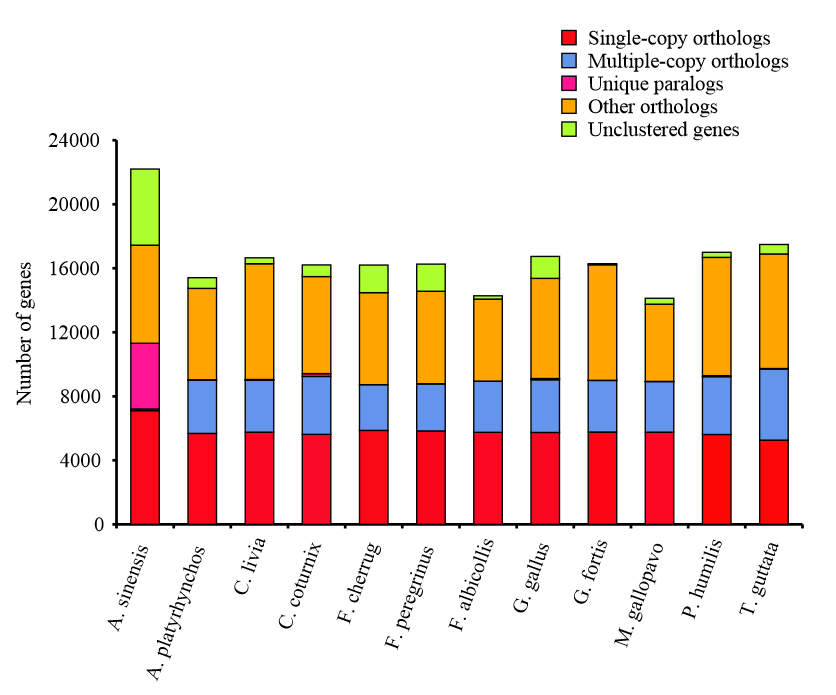 Single-copy orthologs
Multiple-copy orthologs
Unique paralogs
Other orthologs
Unclustered genes
24000
20000
16000
12000
8000
4000
0
Number of genes
A. sinensis
A. platyrhynchos
C. livia
C. coturnix
F. cherrug
F. peregrinus
F. albicollis
G. gallus
G. fortis
M. gallopavo
P. humilis
T. guttata